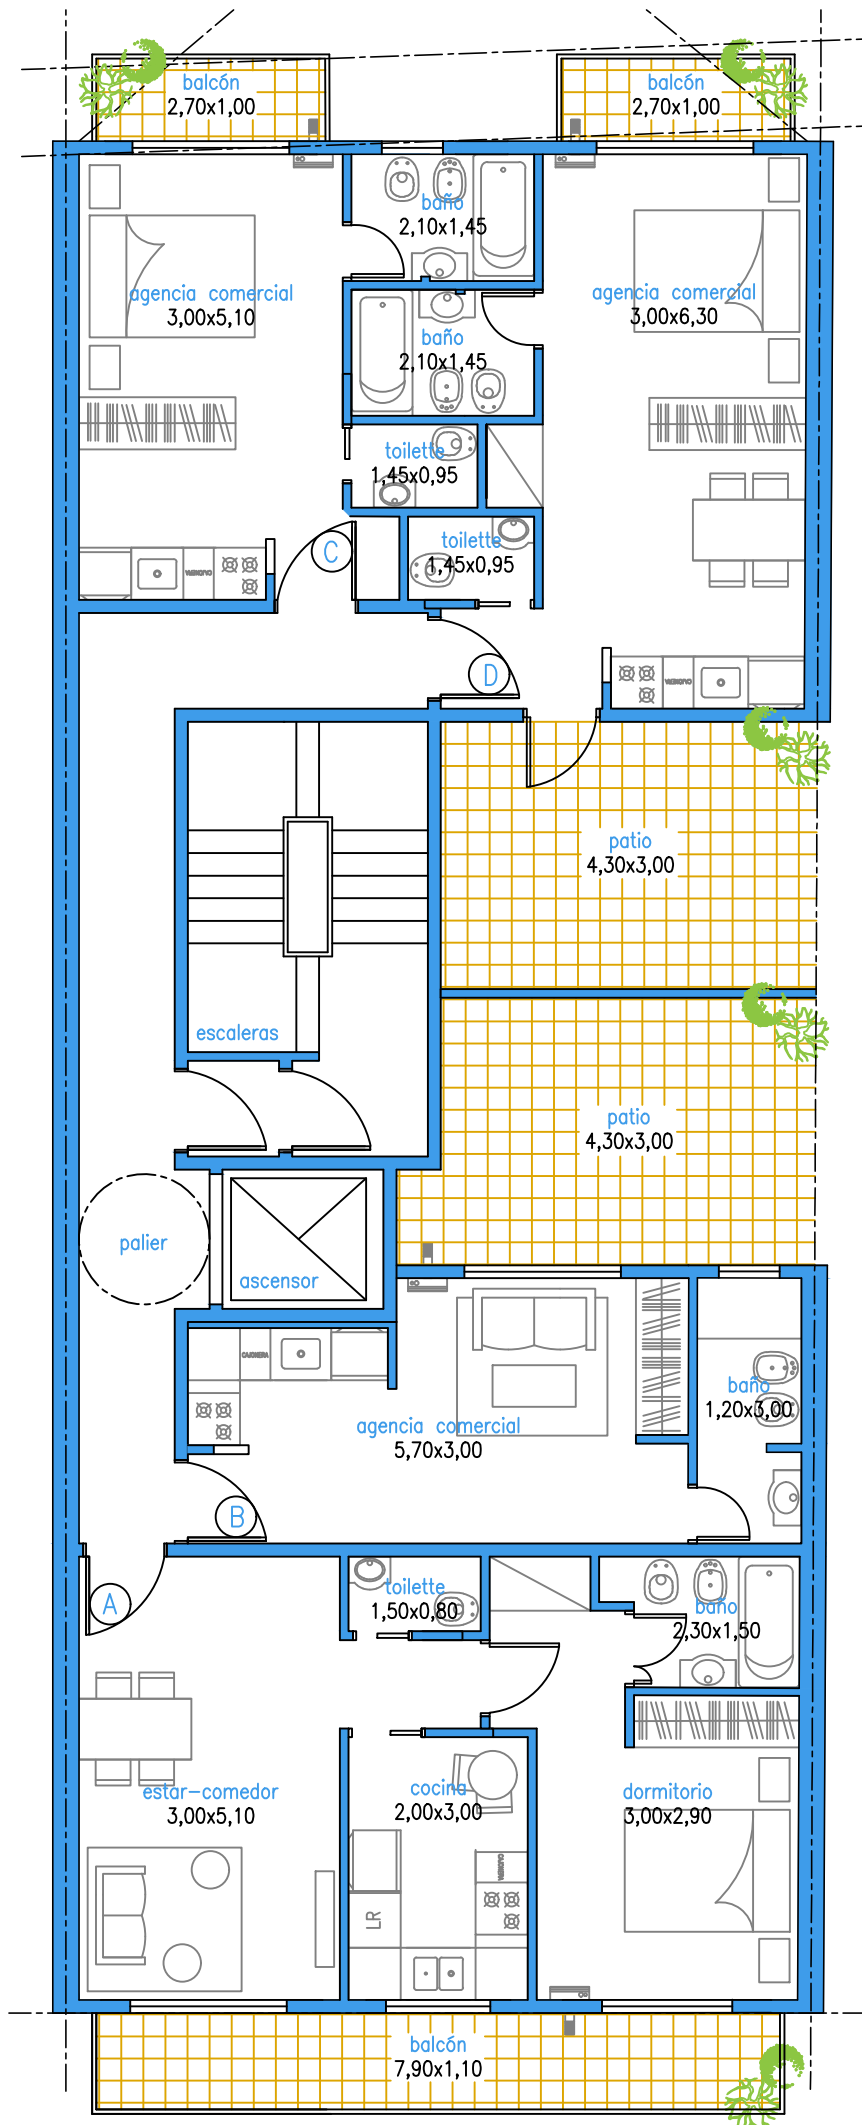 balcón
2,70x1,00
balcón
2,70x1,00
baño
2,10x1,45
agencia comercial
3,00x5,10
agencia comercial
3,00x6,30
baño
2,10x1,45
toilette
1,45x0,95
toilette
1,45x0,95
C
CAJONERA
D
CAJONERA
patio
4,30x3,00
escaleras
patio
4,30x3,00
palier
ascensor
CAJONERA
baño
1,20x3,00
agencia comercial
5,70x3,00
B
A
toilette
1,50x0,80
baño
2,30x1,50
estar-comedor
3,00x5,10
cocina
2,00x3,00
dormitorio
3,00x2,90
CAJONERA
LR
balcón
7,90x1,10